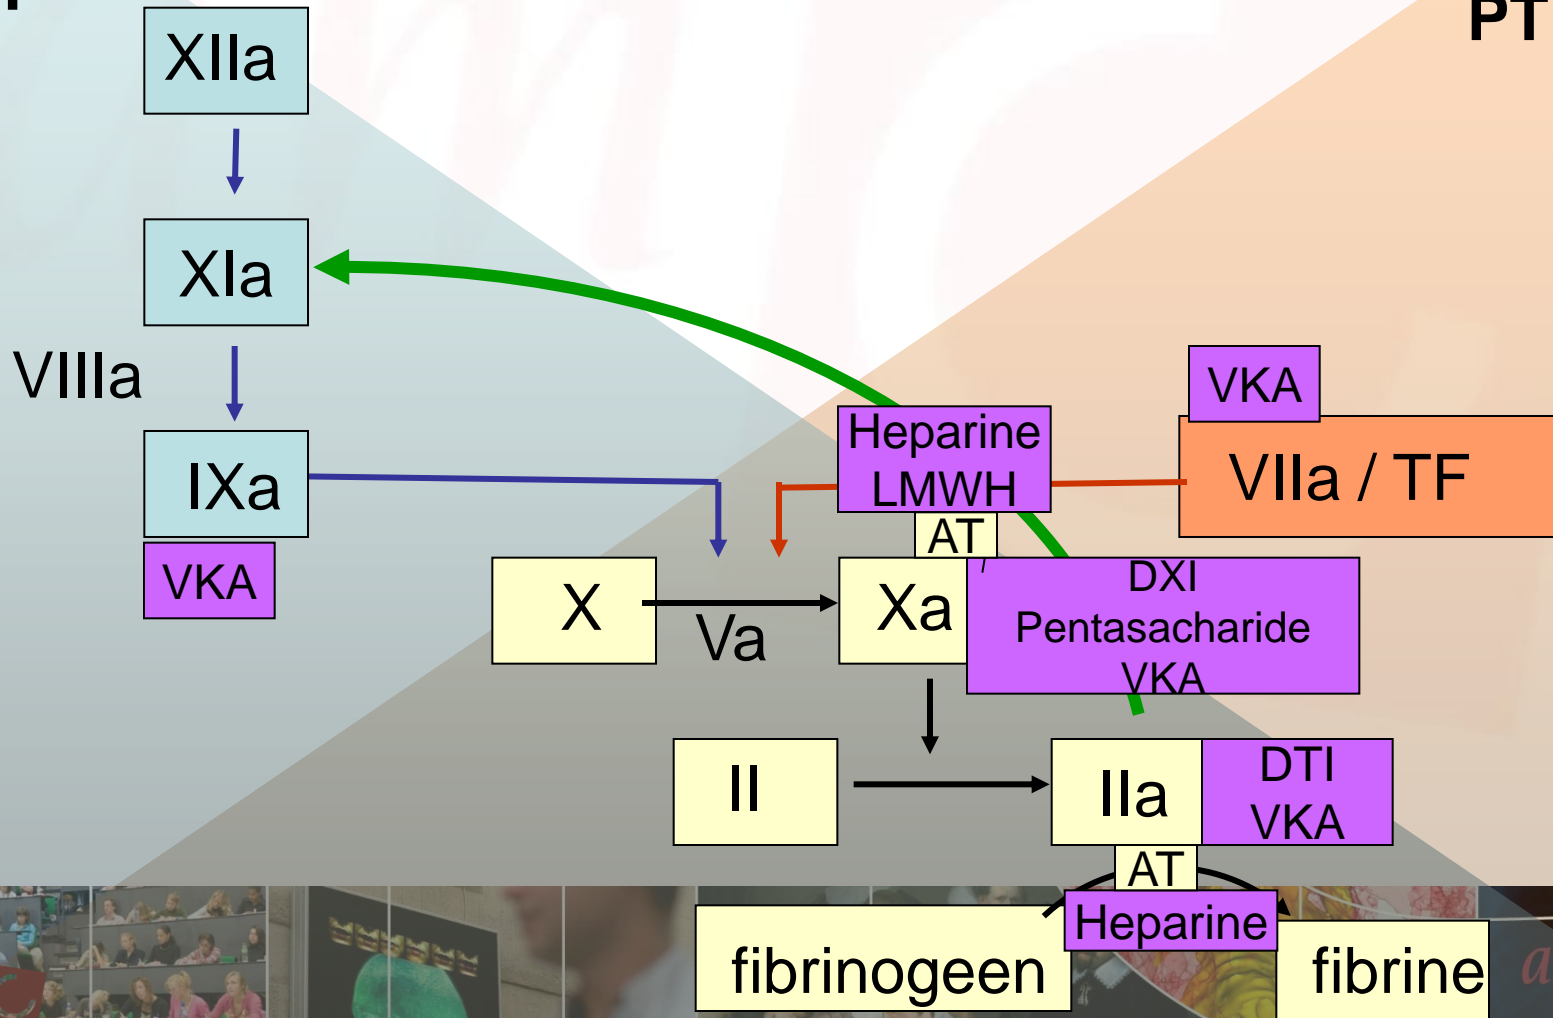 PT
XIIa
XIa
VIIIa
VKA
Heparine
LMWH
IXa
VIIa / TF
AT
VKA
X
Va
Xa
DXI
Pentasacharide
VKA
II
IIa
DTI
VKA
AT
Heparine
fibrinogeen
fibrine
a